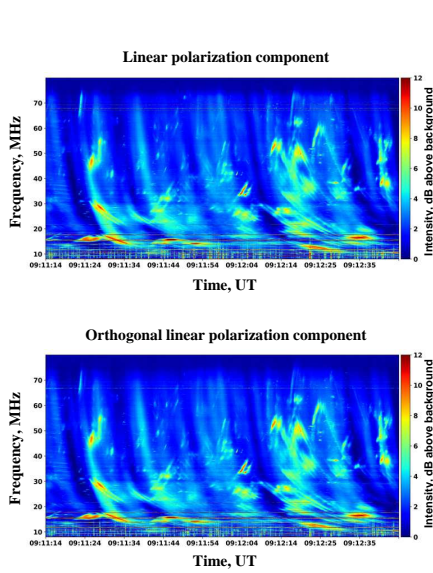 Linear polarization component
12
10
8
6
4
2
0
Intensity, dB above background
70
60
50
40
30
20
10
Frequency, MHz
09:11:14 09:11:24 09:11:34 09:11:44 09:11:54 09:12:04 09:12:14 09:12:25 09:12:35
Time, UT
Orthogonal linear polarization component
12
10
8
6
4
2
0
Intensity, dB above background
70
60
50
40
30
20
10
Frequency, MHz
09:11:14 09:11:24 09:11:34 09:11:44 09:11:54 09:12:04 09:12:14 09:12:25 09:12:35
Time, UT